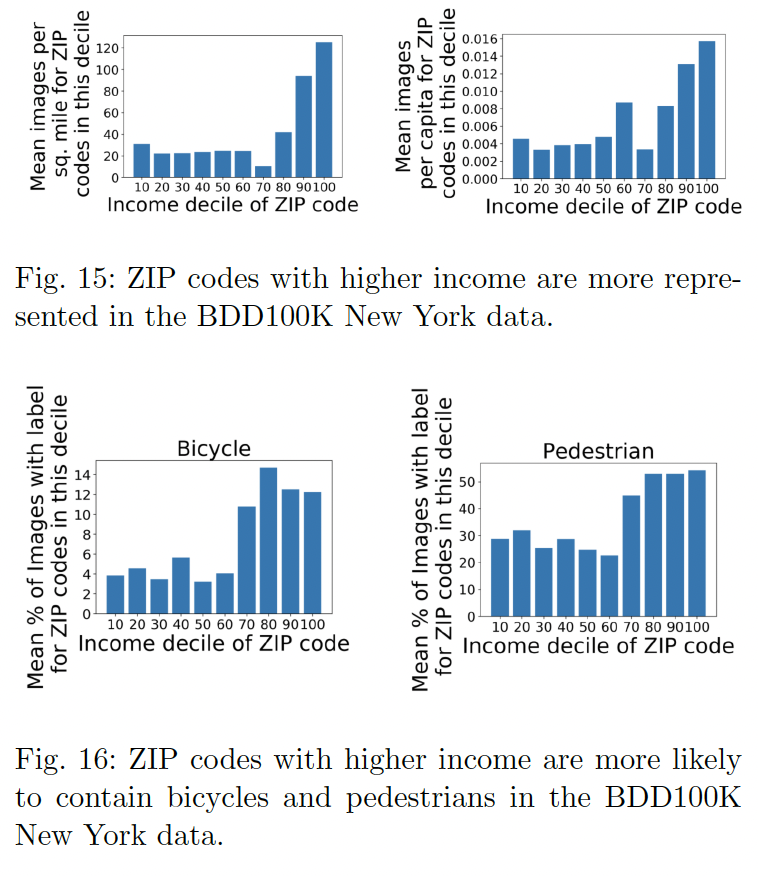 Mean images per
sq. mile for ZIP
codes in this decile
120
100
80
60
40
20
0
10 20 30 40 50 60 70 80 90100
Income decile of ZIP code
Mean images
per capita for ZIP
codes in this decile
0.016
0.014
0.012
0.010
0.008
0.006
0.004
0.002
0.000
10 20 30 40 50 60 70 80 90100
Income decile of ZIP code
Fig. 15: ZIP codes with higher income are more repre-
sented in the BDD100K New York data.
Mean % of Images with label
for ZIP codes in this decile
Bicycle
14
12
10
8
6
4
2
0
10 20 30 40 50 60 70 80 90100
Income decile of ZIP code
Mean % of Images with label
for ZIP codes in this decile
Pedestrian
50
40
30
20
10
0
10 20 30 40 50 60 70 80 90100
Income decile of ZIP code
Fig. 16: ZIP codes with higher income are more likely
to contain bicycles and pedestrians in the BDD100K
New York data.